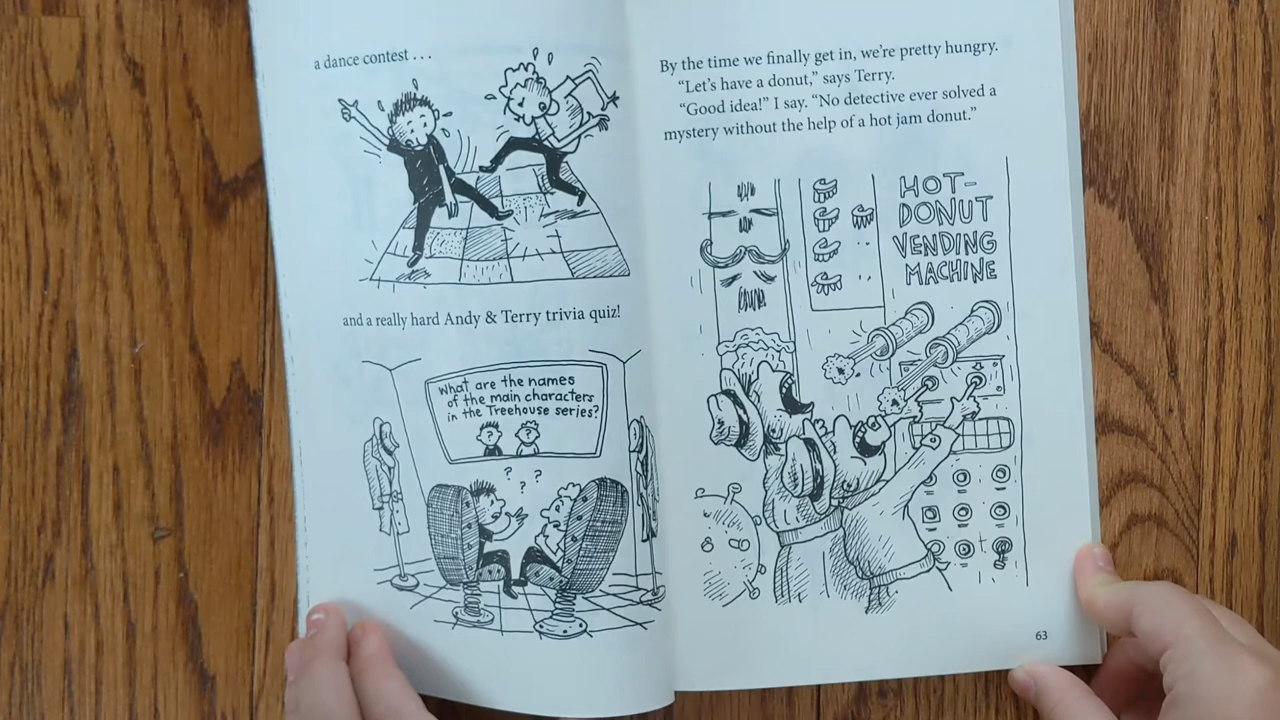 a dance contest . . .
and a really hard Andy & Terry trivia quiz!
What are the names
of the main characters
in the Treehouse series?
? ?
? ?
?
By the time we finally get in, we're pretty hungry.
“Let's have a donut,” says Terry.
“Good idea!” I say. “No detective ever solved a
mystery without the help of a hot jam donut.”
HOT-
DONUT
VENDING
MACHINE
63